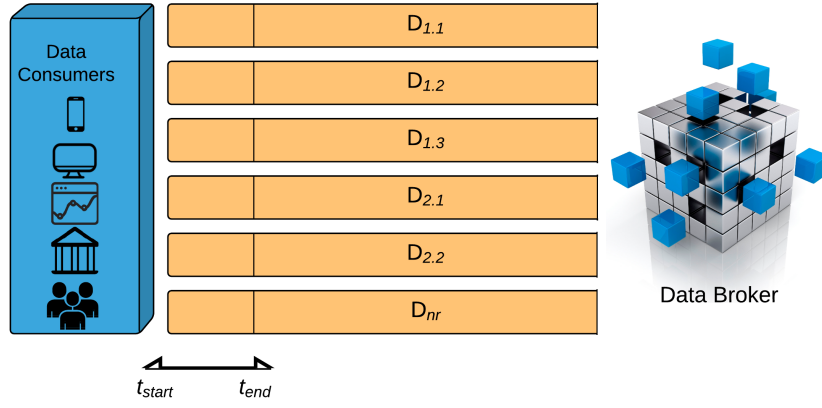 Data
Consumers
D1.1
D1.2
D1.3
D2.1
D2.2
Dnr
Data Broker
tstart tend